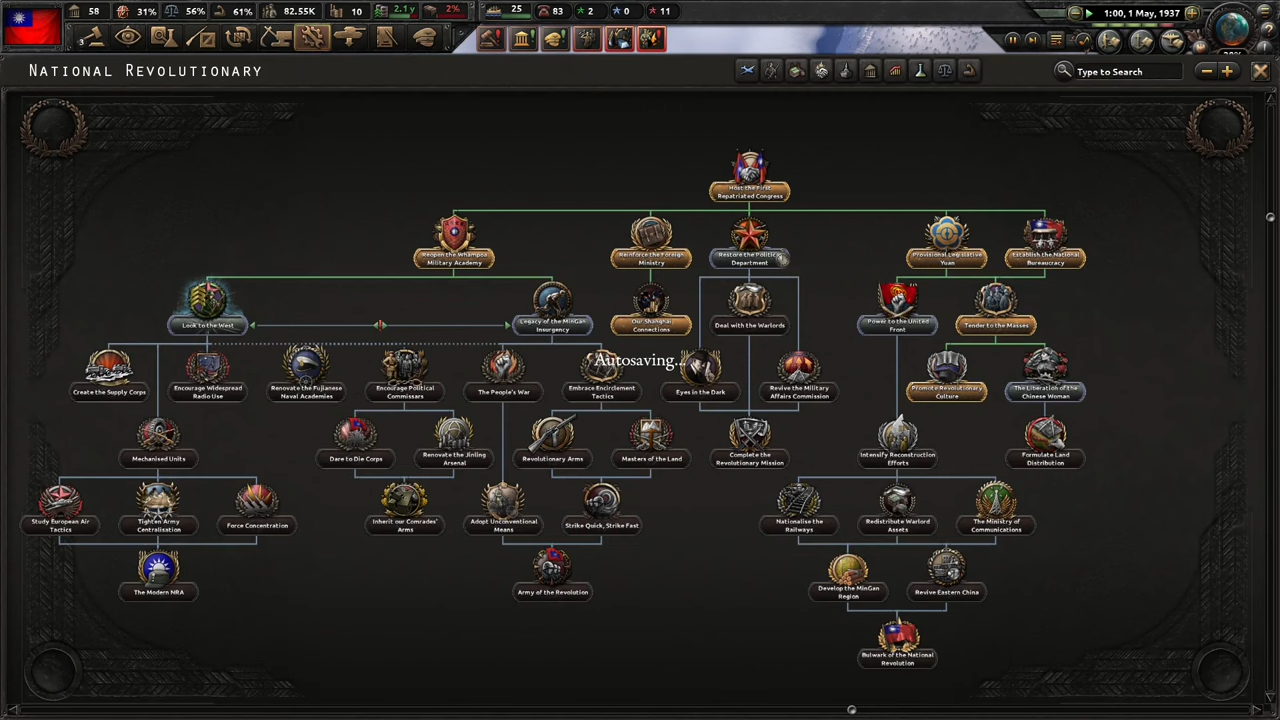 58 31% 56% 61% 82.55K 10 2.1 y 2% 25 83 2 0 11 1:00, 1 May, 1937
3
National Revolutionary
Type to Search
Host the First
Repatriated Congress
Reopen the Whampoa
Military Academy
Reinforce the Foreign
Ministry
Restore the Political
Department
Provisional Legislative
Yuan
Establish the National
Bureaucracy
Look to the West
Legacy of the MinGan
Insurgency
Our Shanghai
Connections
Deal with the Warlords
Power to the United
Front
Tender to the Masses
Autosaving...
Create the Supply Corps
Encourage Widespread
Radio Use
Renovate the Fujianese
Naval Academies
Encourage Political
Commissars
The People's War
Embrace Encirclement
Tactics
Eyes in the Dark
Revive the Military
Affairs Commission
Promote Revolutionary
Culture
The Liberation of the
Chinese Woman
Mechanised Units
Dare to Die Corps
Renovate the Jinling
Arsenal
Revolutionary Arms
Masters of the Land
Complete the
Revolutionary Mission
Intensify Reconstruction
Efforts
Formulate Land
Distribution
Study European Air
Tactics
Tighten Army
Centralisation
Force Concentration
Inherit our Comrades'
Arms
Adopt Unconventional
Means
Strike Quick, Strike Fast
Nationalise the
Railways
Redistribute Warlord
Assets
The Ministry of
Communications
The Modern NRA
Army of the Revolution
Develop the MinGan
Region
Revive Eastern China
Bulwark of the National
Revolution